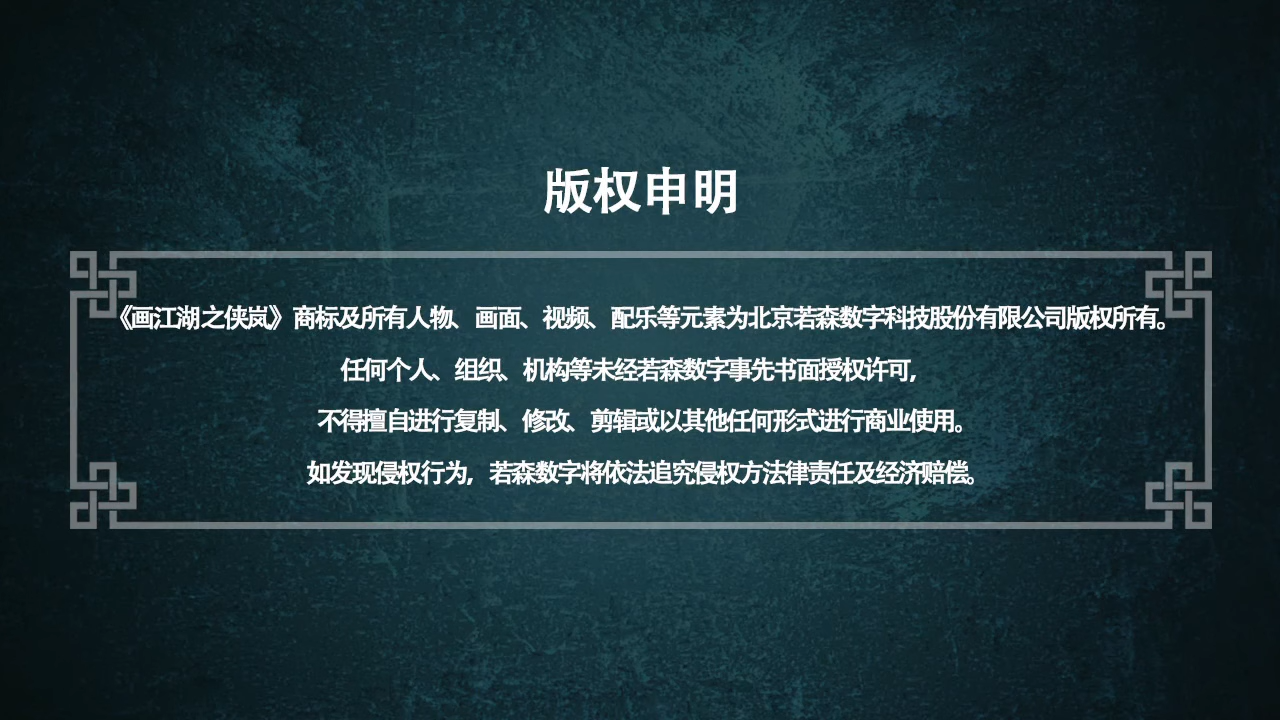 版权申明
《画江湖之侠岚》商标及所有人物、画面、视频、配乐等元素为北京若森数字科技股份有限公司版权所有。
任何个人、组织、机构等未经若森数字事先书面授权许可，
不得擅自进行复制、修改、剪辑或以其他任何形式进行商业使用。
如发现侵权行为，若森数字将依法追究侵权方法律责任及经济赔偿。